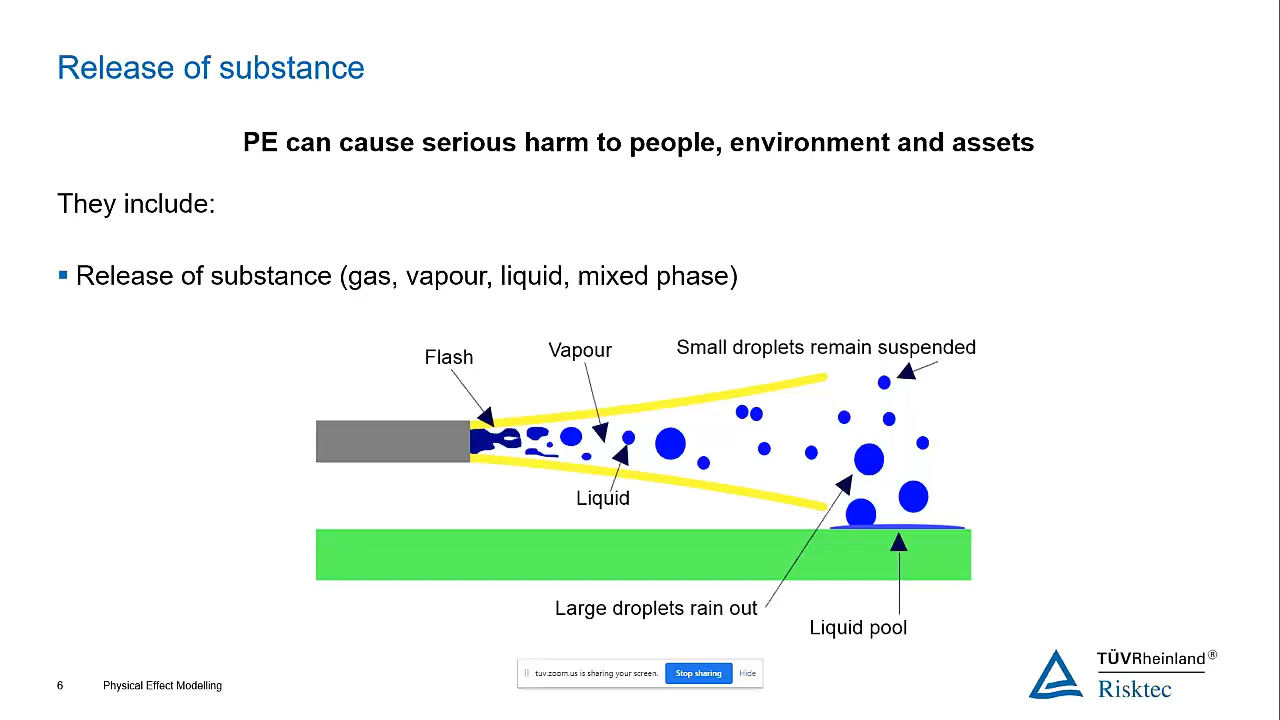 Release of substance
PE can cause serious harm to people, environment and assets
They include:
▪ Release of substance (gas, vapour, liquid, mixed phase)
Flash
Vapour
Small droplets remain suspended
Liquid
Large droplets rain out
Liquid pool
TÜVRheinland®
Risktec
6 Physical Effect Modelling
tuv.zoom.us is sharing your screen. Stop sharing Hide